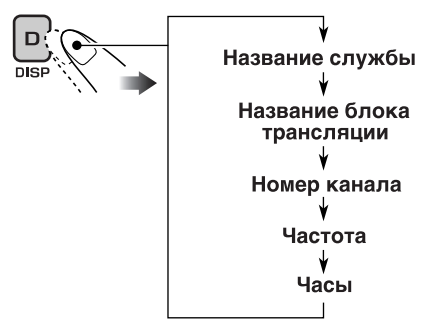 D
DISP
Название службы
Название блока
трансляции
Номер канала
Частота
Часы